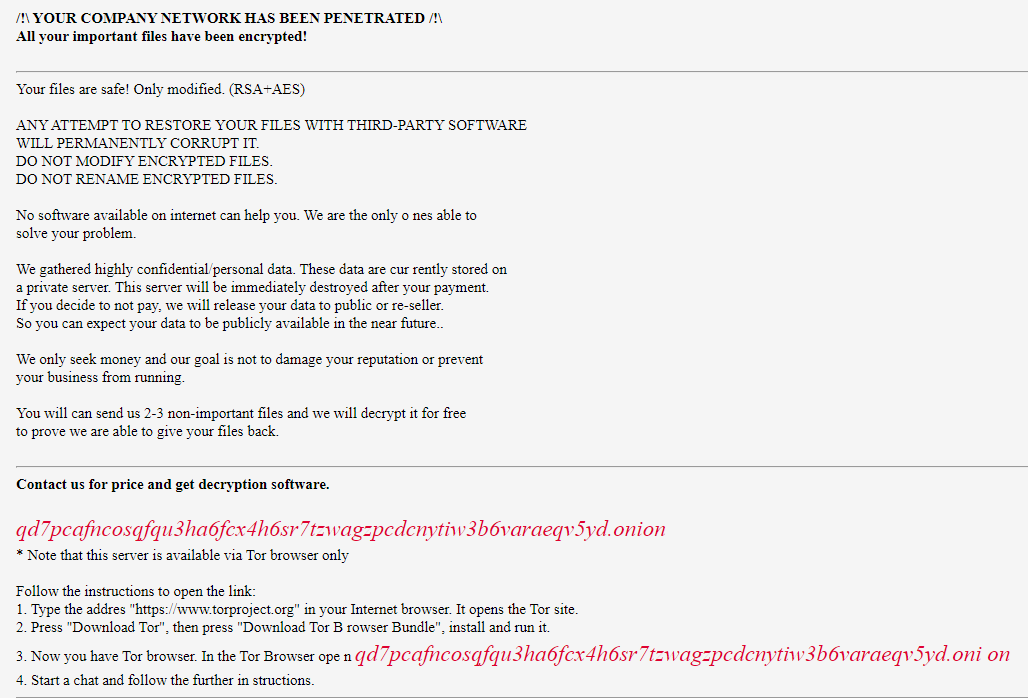 /!\ YOUR COMPANY NETWORK HAS BEEN PENETRATED /!\
All your important files have been encrypted!
Your files are safe! Only modified. (RSA+AES)
ANY ATTEMPT TO RESTORE YOUR FILES WITH THIRD-PARTY SOFTWARE
WILL PERMANENTLY CORRUPT IT.
DO NOT MODIFY ENCRYPTED FILES.
DO NOT RENAME ENCRYPTED FILES.
No software available on internet can help you. We are the only o nes able to
solve your problem.
We gathered highly confidential/personal data. These data are cur rently stored on
a private server. This server will be immediately destroyed after your payment.
If you decide to not pay, we will release your data to public or re-seller.
So you can expect your data to be publicly available in the near future..
We only seek money and our goal is not to damage your reputation or prevent
your business from running.
You will can send us 2-3 non-important files and we will decrypt it for free
to prove we are able to give your files back.
Contact us for price and get decryption software.
qd7pcafncosqfqu3ha6fcx4h6sr7tzwagzpcdcnytiw3b6varaeqv5yd.onion
* Note that this server is available via Tor browser only
Follow the instructions to open the link:
1. Type the addres "https://www.torproject.org" in your Internet browser. It opens the Tor site.
2. Press "Download Tor", then press "Download Tor B rowser Bundle", install and run it.
3. Now you have Tor browser. In the Tor Browser ope n qd7pcafncosqfqu3ha6fcx4h6sr7tzwagzpcdcnytiw3b6varaeqv5yd.oni on
4. Start a chat and follow the further in structions.